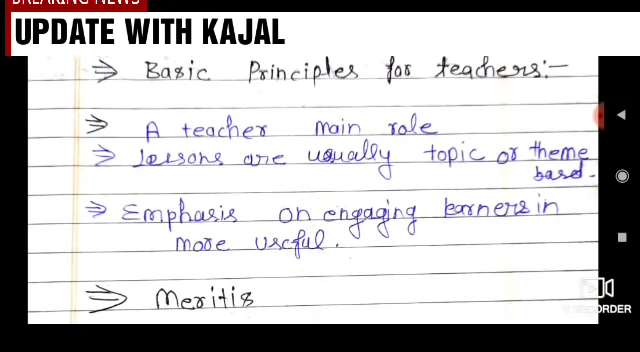 BREAKING NEWS
UPDATE WITH KAJAL
⇒ Basic Principles for teachers:-
⇒ A teacher main role
⇒ lessons are usually topic or theme
based.
⇒ Emphasis on engaging learners in
more useful.
⇒ Meritis
RECORDER